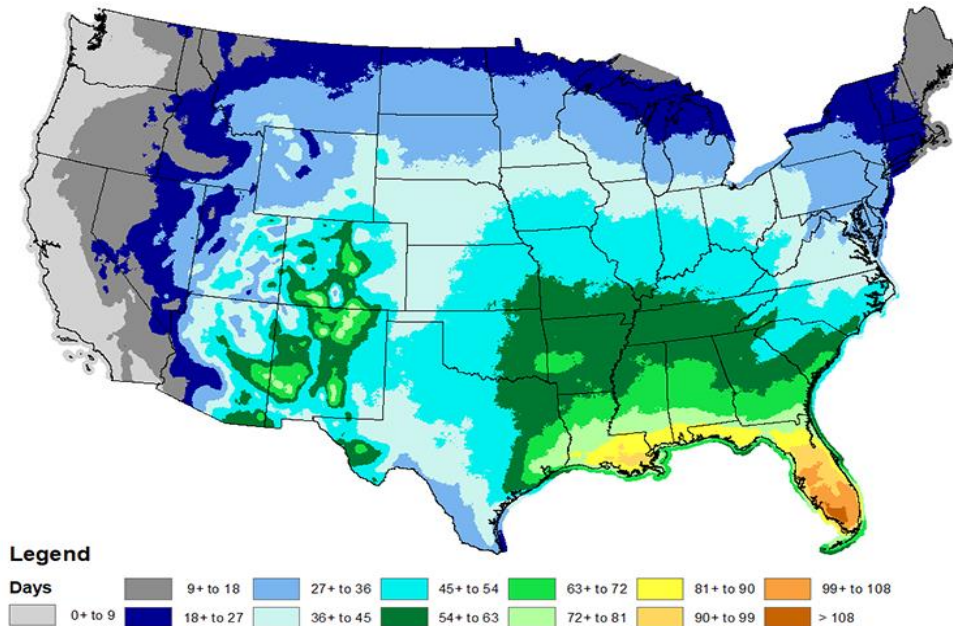 Legend
Days
9+ to 18 27+ to 36 45+ to 54 63+ to 72 81+ to 90 99+ to 108
0+ to 9 18+ to 27 36+ to 45 54+ to 63 72+ to 81 90+ to 99 > 108